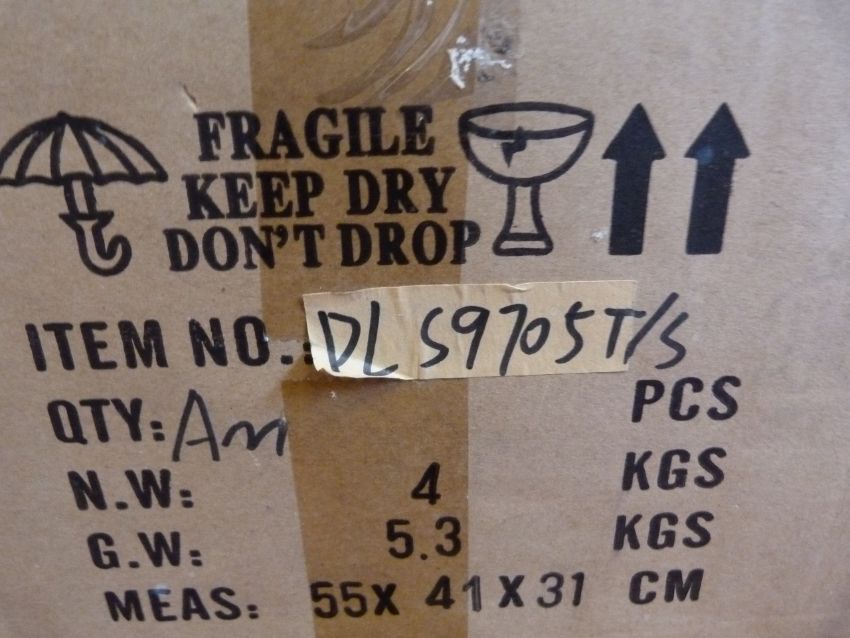 FRAGILE
KEEP DRY
DON'T DROP
ITEM NO.: DL S9705T/S
QTY: PCS
N.W: 4 KGS
G.W: 5.3 KGS
MEAS: 55X 41 X 31 CM